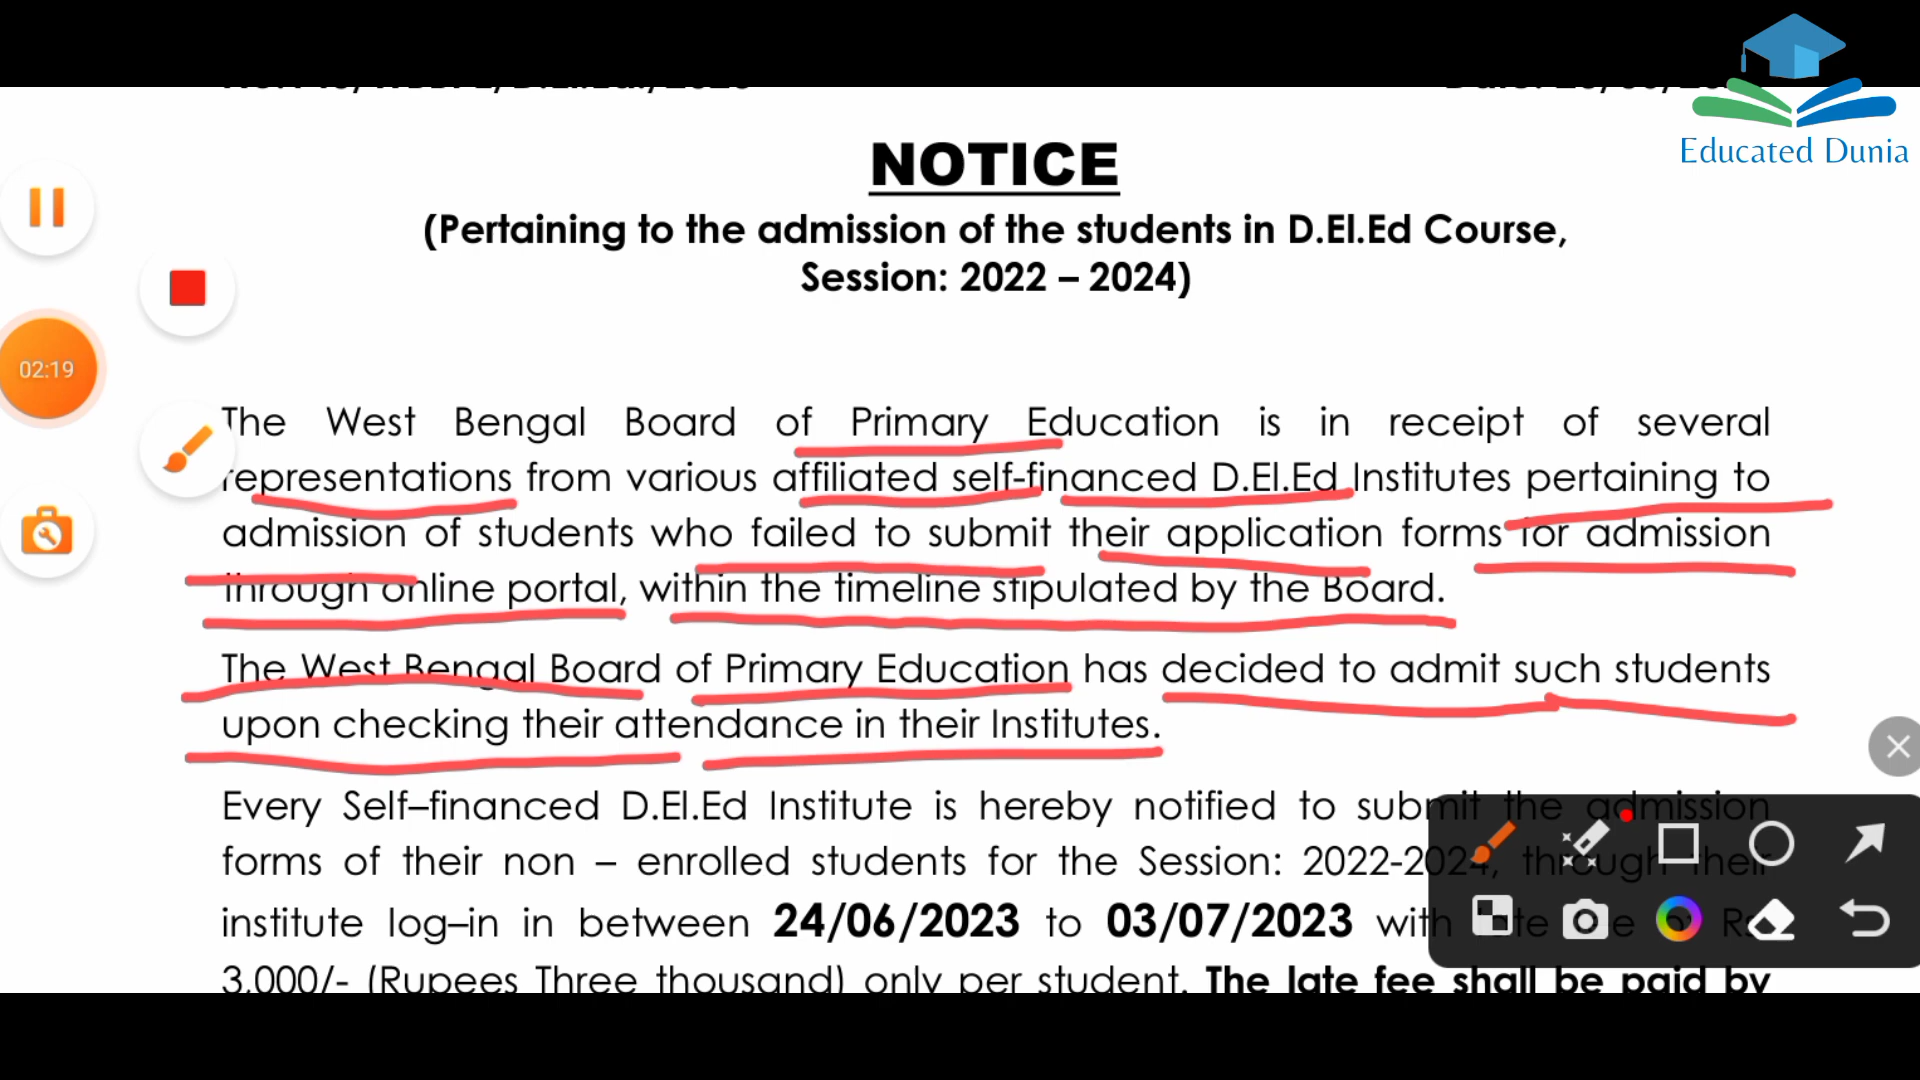 Educated Dunia
NOTICE
(Pertaining to the admission of the students in D.El.Ed Course,
Session: 2022 – 2024)
02:19
The West Bengal Board of Primary Education is in receipt of several
representations from various affiliated self-financed D.El.Ed Institutes pertaining to
admission of students who failed to submit their application forms for admission
through online portal, within the timeline stipulated by the Board.
The West Bengal Board of Primary Education has decided to admit such students
upon checking their attendance in their Institutes.
Every Self–financed D.El.Ed Institute is hereby notified to submit the admission
forms of their non – enrolled students for the Session: 2022-2024, through their
institute log–in in between 24/06/2023 to 03/07/2023 with late fee of Rs
3,000/- (Rupees Three thousand) only per student. The late fee shall be paid by